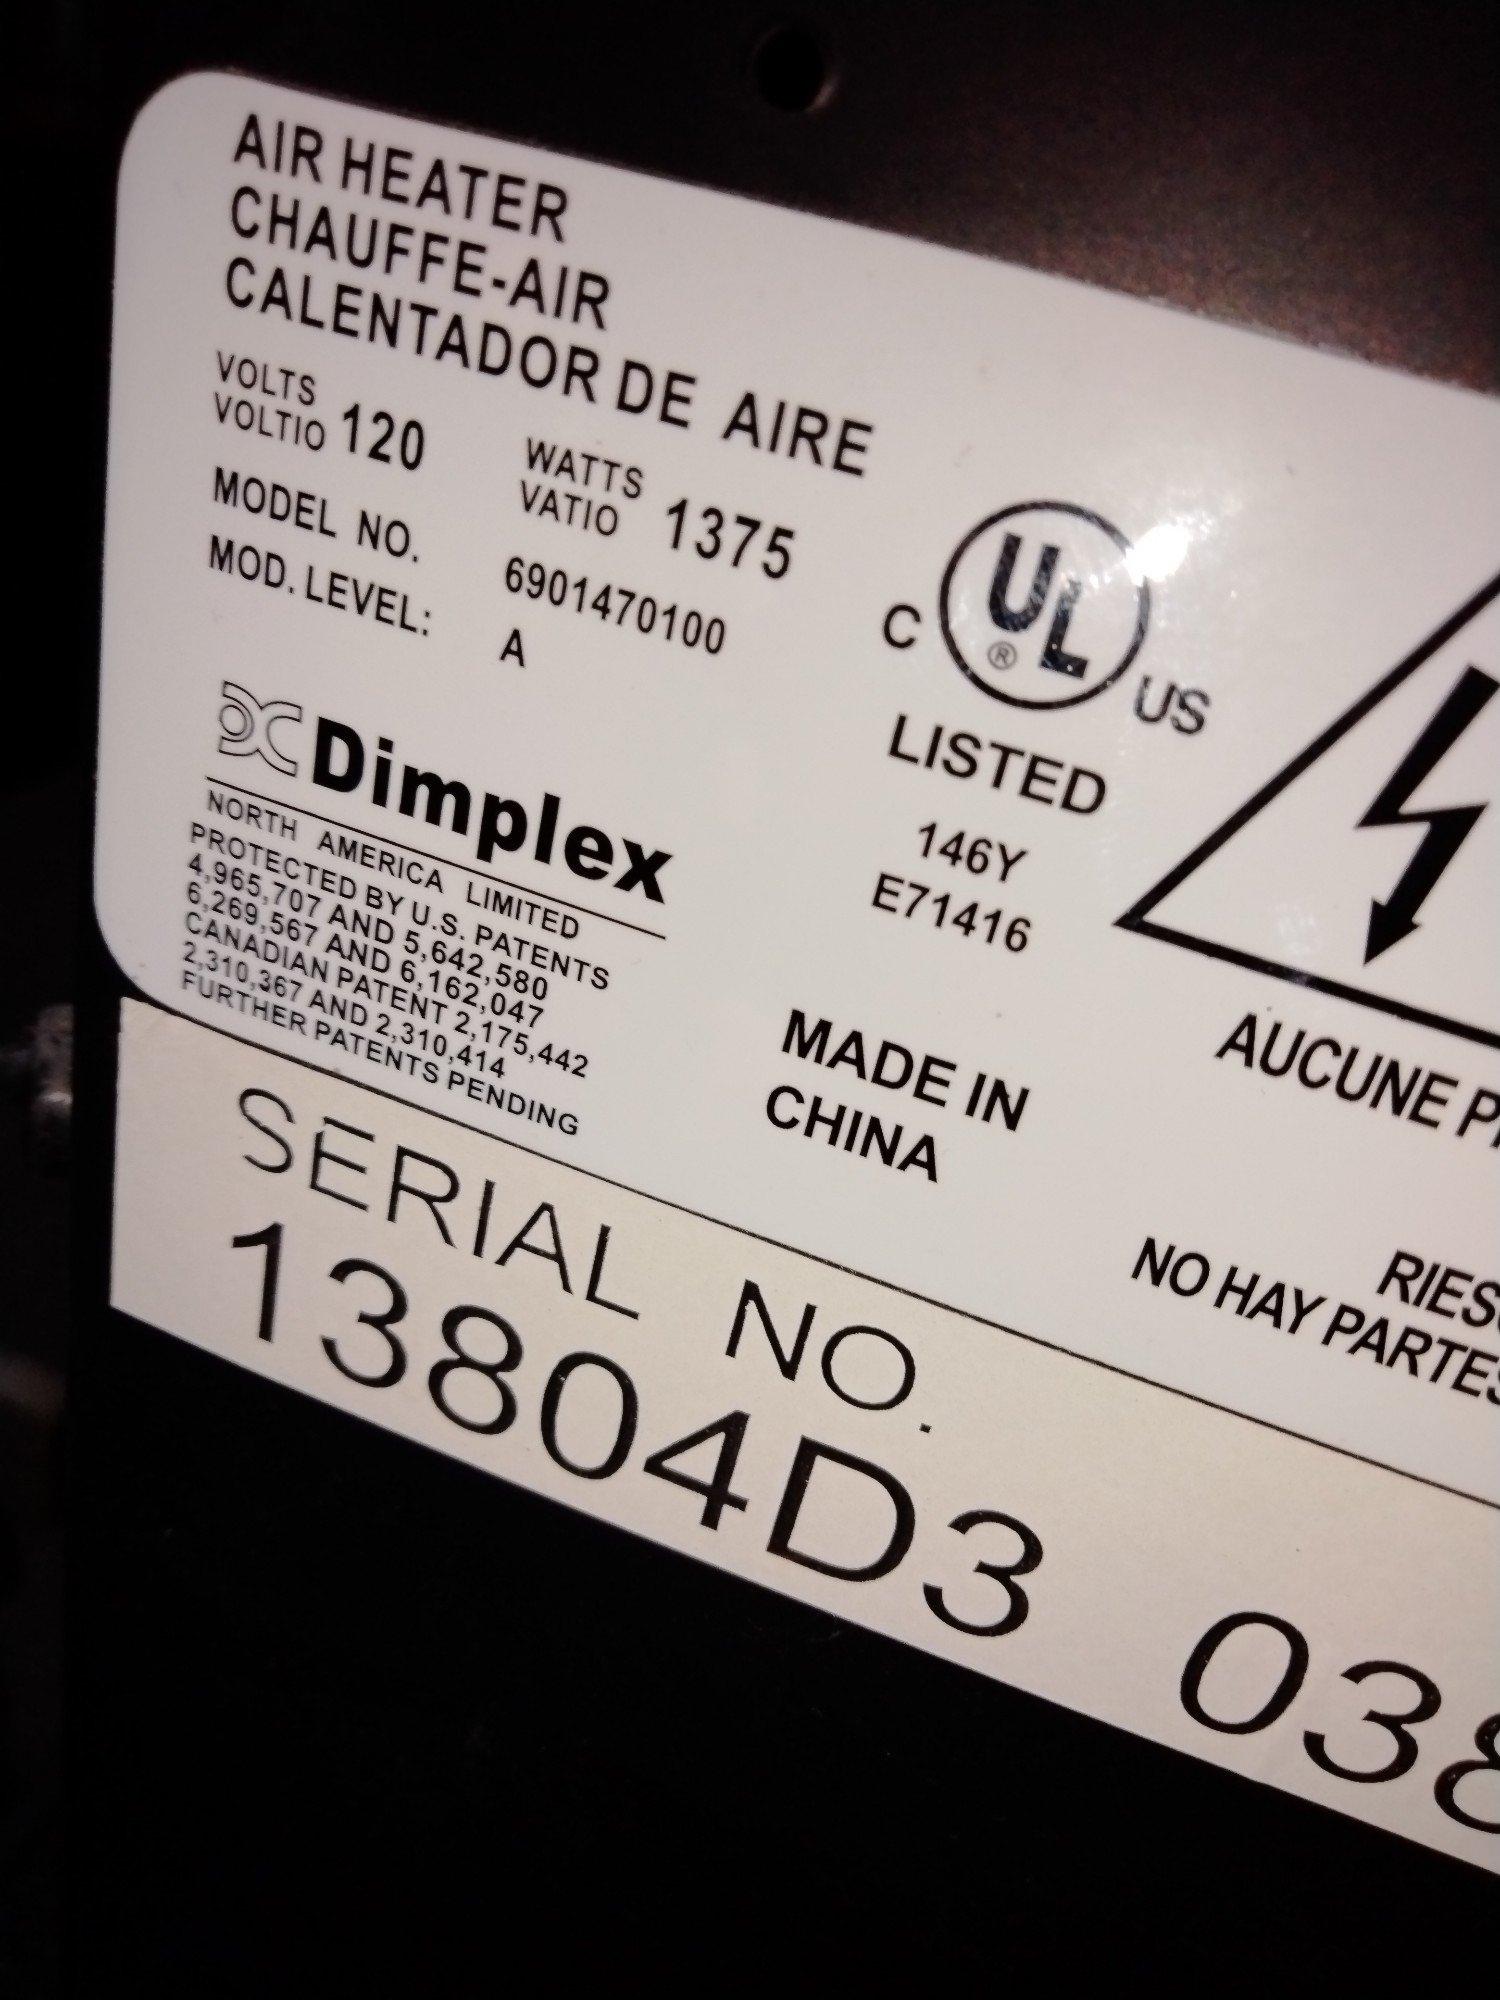 AIR HEATER
CHAUFFE-AIR
CALENTADOR DE AIRE
VOLTS
VOLTIO 120
WATTS
VATIO 1375
MODEL NO. 6901470100
MOD. LEVEL: A
Dimplex
NORTH AMERICA LIMITED
PROTECTED BY U.S. PATENTS
4,965,707 AND 5,642,580
6,269,567 AND 6,162,047
CANADIAN PATENT 2,175,442
2,310,367 AND 2,310,414
FURTHER PATENTS PENDING
C UL ® US
LISTED
146Y
E71416
MADE IN
CHINA
AUCUNE
NO HAY
SERIAL NO.
13804D3 038